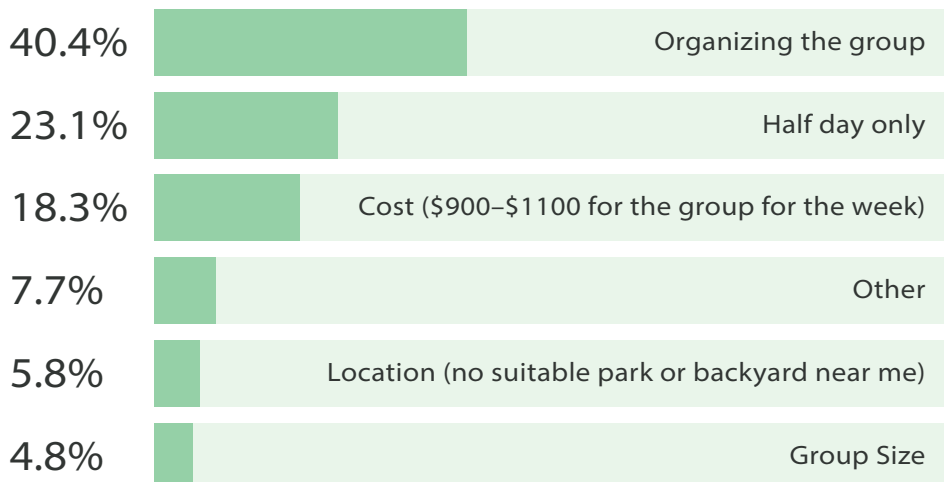 40.4% Organizing the group
23.1% Half day only
18.3% Cost ($900–$1100 for the group for the week)
7.7% Other
5.8% Location (no suitable park or backyard near me)
4.8% Group Size